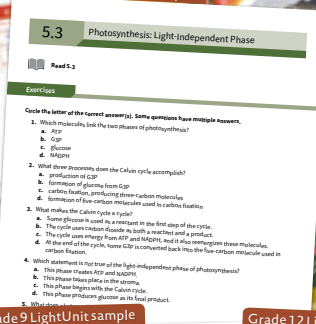 5.3
Photosynthesis: Light-Independent Phase
Read 5.3
Exercises
Circle the letter of the correct answer(s). Some questions have multiple answers.
1. Which molecules link the two phases of photosynthesis?
a. ATP
b. G3P
c. glucose
d. NADPH
2. What three processes does the Calvin cycle accomplish?
a. production of G3P
b. formation of glucose from G3P
c. carbon fixation, producing three-carbon molecules
d. formation of five-carbon molecules used in carbon fixation
3. What makes the Calvin cycle a cycle?
a. Some glucose is used as a reactant in the first step of the cycle.
b. The cycle uses carbon dioxide as both a reactant and a product.
c. The cycle uses energy from ATP and NADPH, and it also reenergizes these molecules.
d. At the end of the cycle, some G3P is converted back into the five-carbon molecule used in
carbon fixation.
4. Which statement is not true of the light-independent phase of photosynthesis?
a. This phase creates ATP and NADPH.
b. This phase takes place in the stroma.
c. This phase begins with the Calvin cycle.
d. This phase produces glucose as its final product.
5. What does
ade 9 LightUnit sample
Grade 12 Li